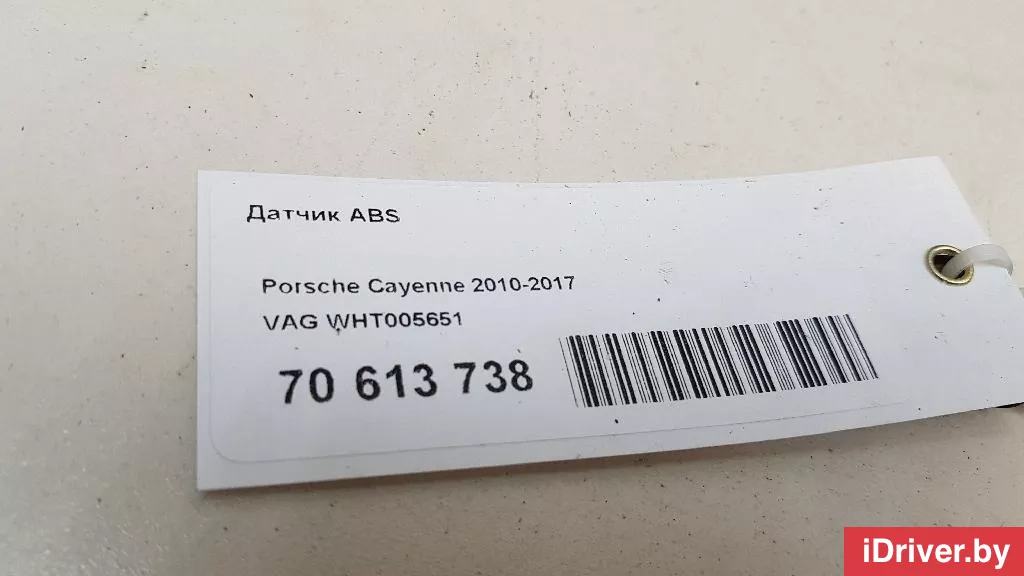 Датчик ABS
Porsche Cayenne 2010-2017
VAG WHT005651
70 613 738
iDriver.by